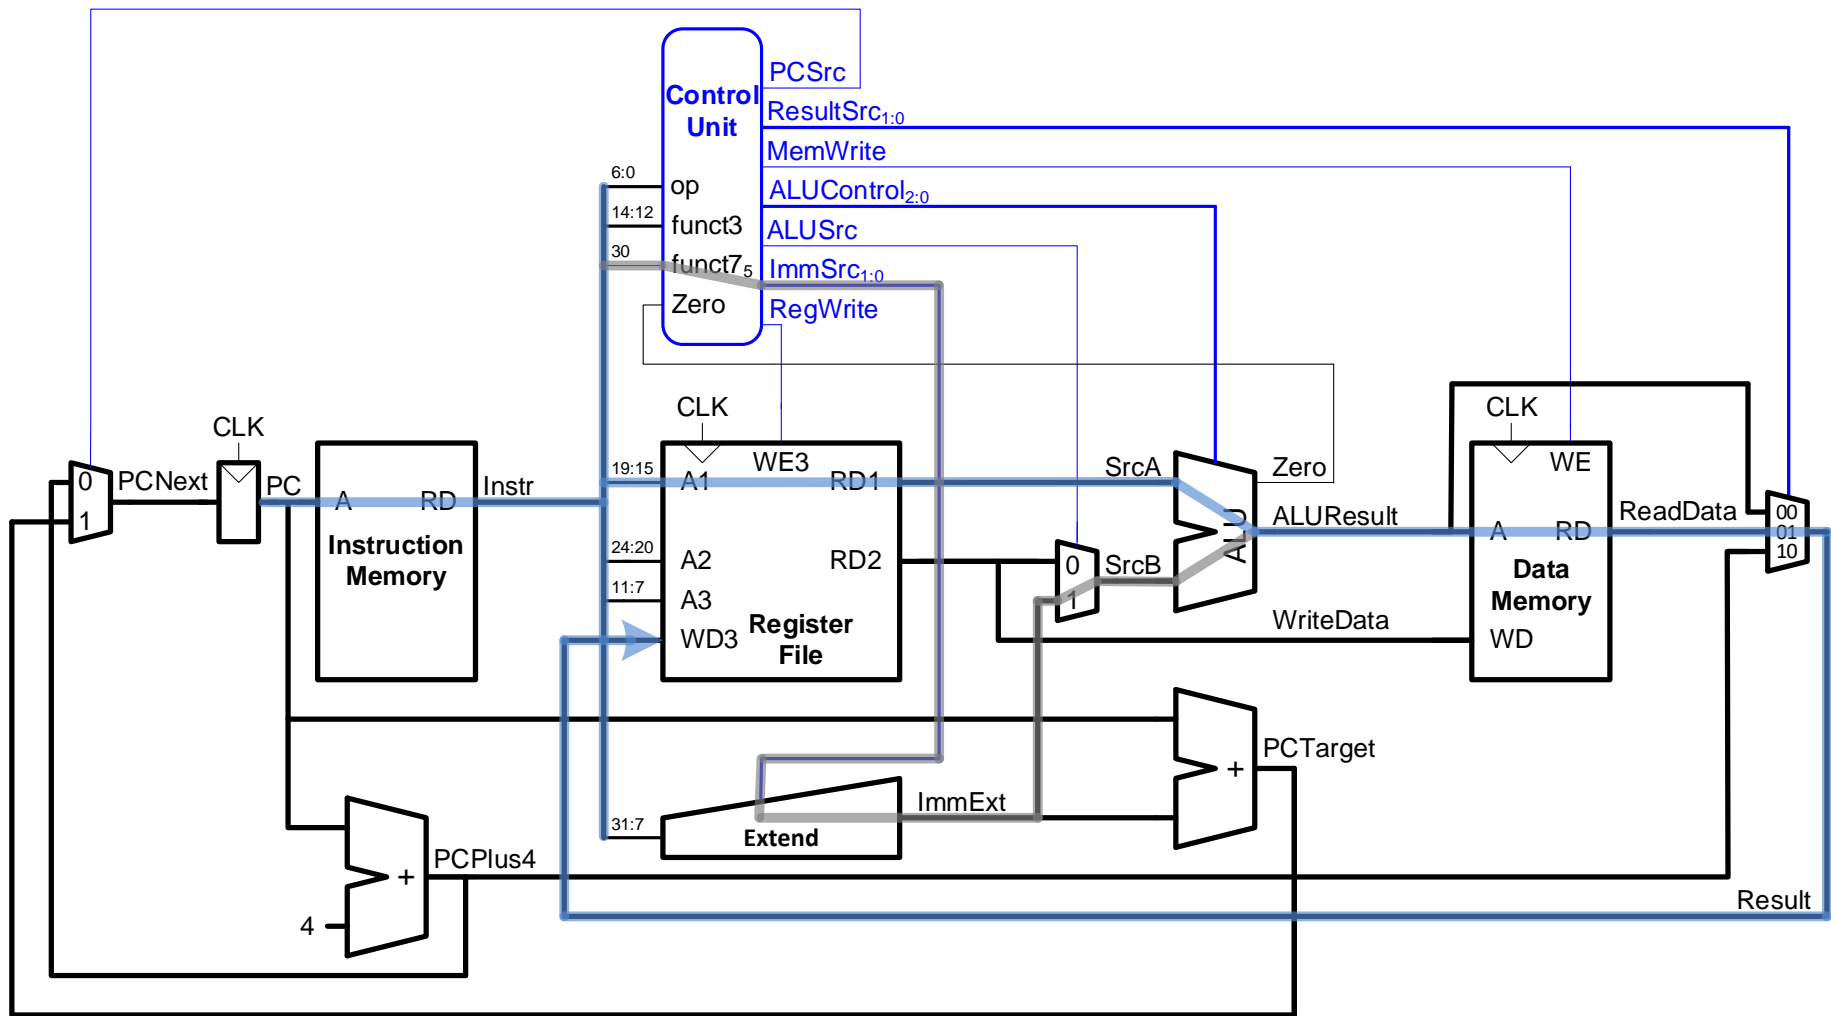 PCSrc
Control
Unit
ResultSrc1:0
MemWrite
6:0
op
ALUControl2:0
14:12
funct3
ALUSrc
30
funct75
ImmSrc1:0
Zero
RegWrite
CLK
CLK
CLK
0
1
PCNext
PC
A
RD
Instr
Instruction
Memory
19:15
A1
WE3
RD1
24:20
A2
RD2
11:7
A3
WD3
Register
File
0
1
SrcA
SrcB
ALU
Zero
ALUResult
WriteData
WE
A
RD
Data
Memory
WD
ReadData
00
01
10
PCTarget
+
31:7
Extend
ImmExt
PCPlus4
+
4
Result